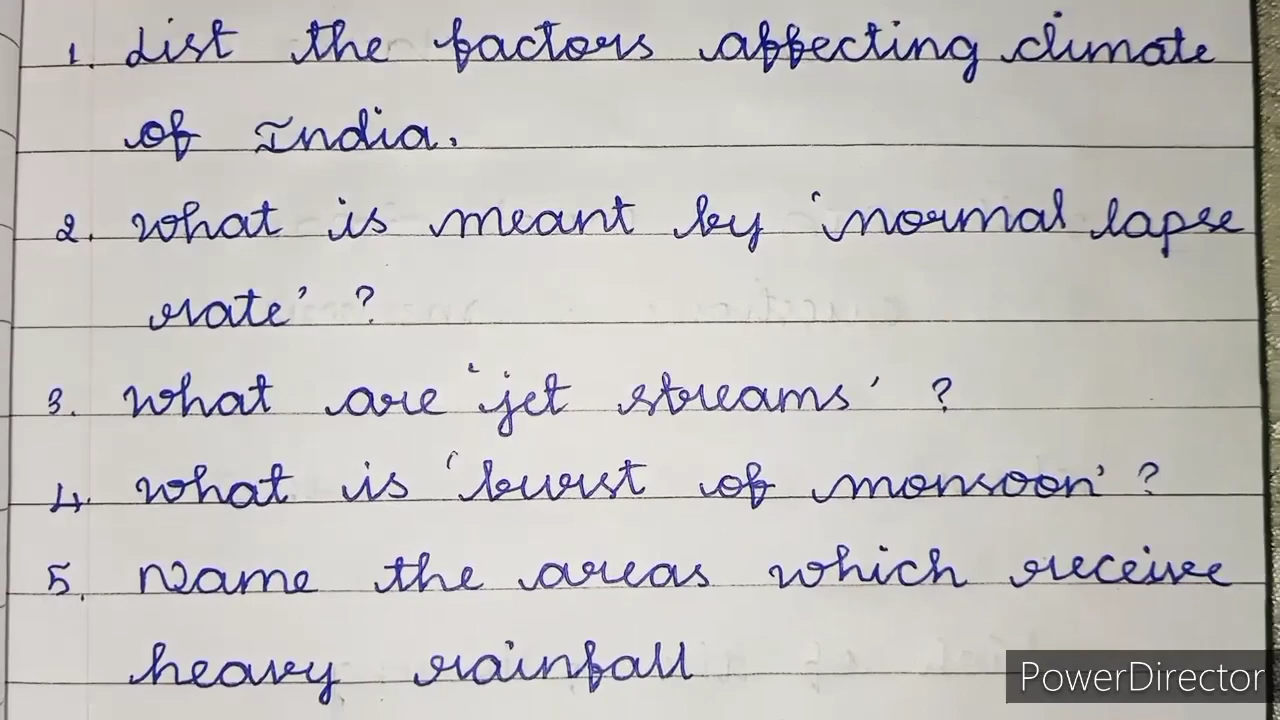 1. List the factors affecting climate
of India.
2. What is meant by 'normal lapse
rate' ?
3. What are 'jet streams' ?
4. What is 'burst of monsoon' ?
5. Name the areas which receive
heavy rainfall
PowerDirector